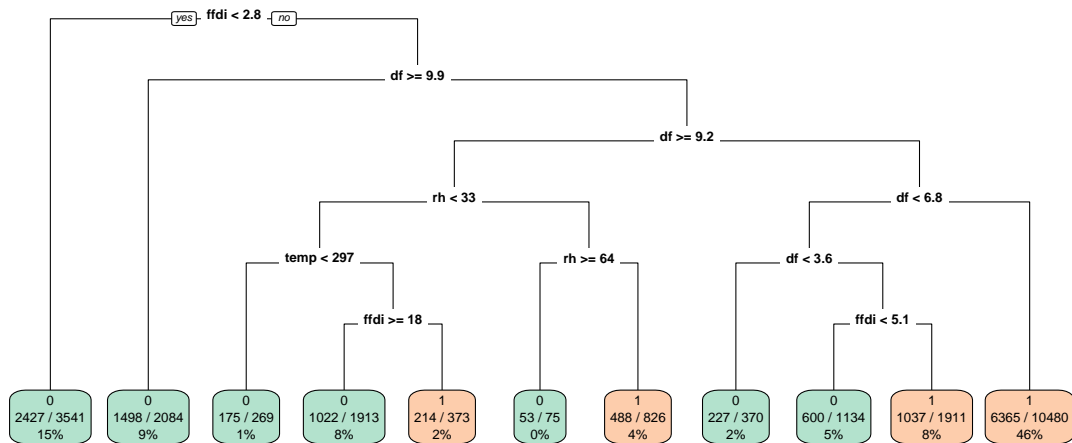 yes ffdi < 2.8 no
df >= 9.9
df >= 9.2
rh < 33
df < 6.8
temp < 297
rh >= 64
df < 3.6
ffdi >= 18
ffdi < 5.1
0
2427 / 3541
15%
0
1498 / 2084
9%
0
175 / 269
1%
0
1022 / 1913
8%
1
214 / 373
2%
0
53 / 75
0%
1
488 / 826
4%
0
227 / 370
2%
0
600 / 1134
5%
1
1037 / 1911
8%
1
6365 / 10480
46%